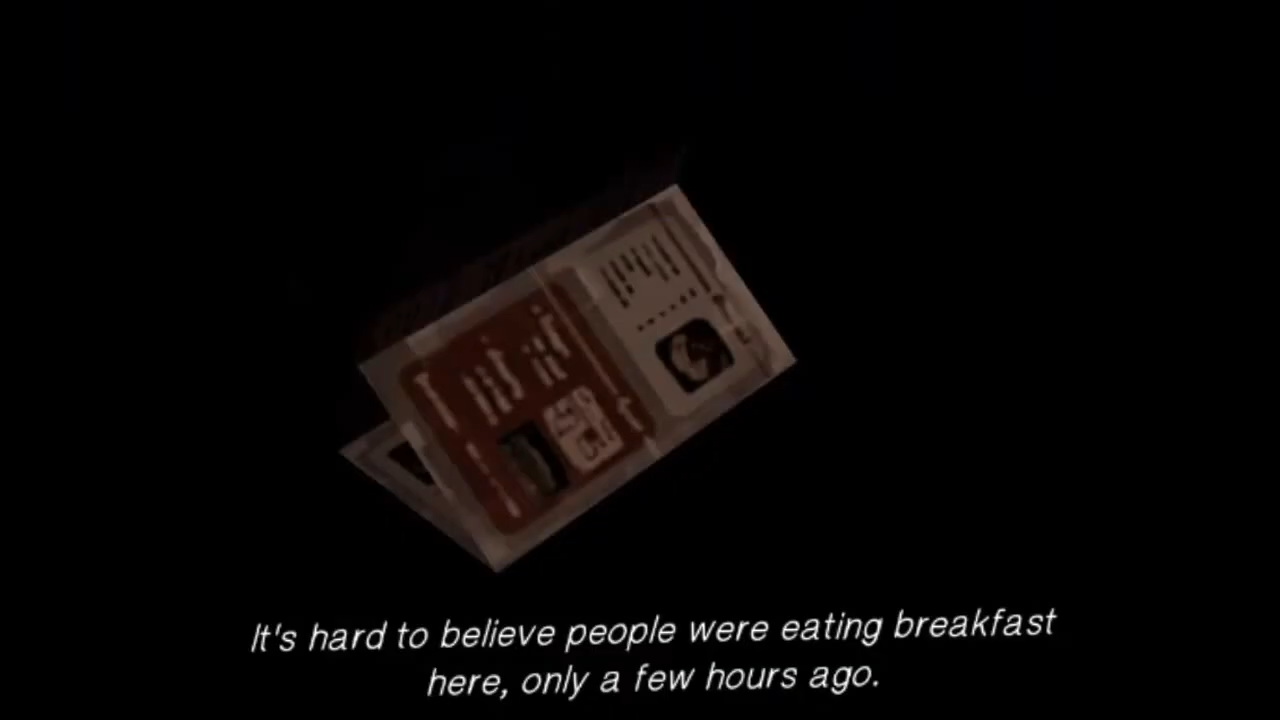 It's hard to believe people were eating breakfast
here, only a few hours ago.